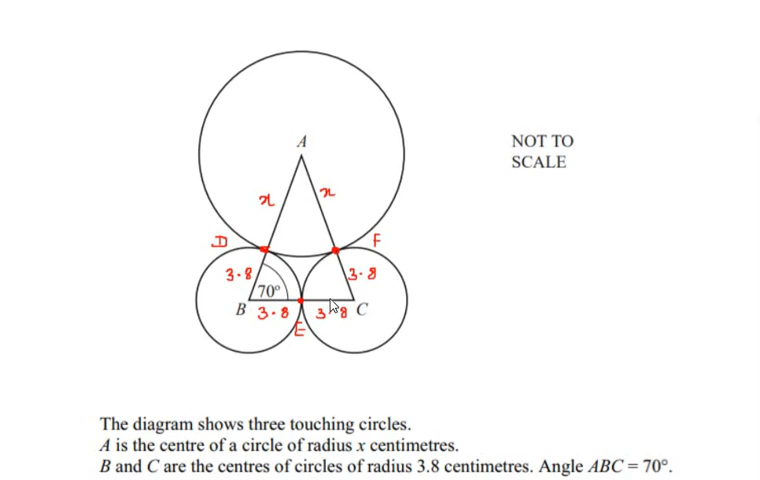 A
NOT TO
SCALE
x x
D F
3.8 3.8
70°
B 3.8 3.8 C
E
The diagram shows three touching circles.
A is the centre of a circle of radius x centimetres.
B and C are the centres of circles of radius 3.8 centimetres. Angle ABC = 70°.